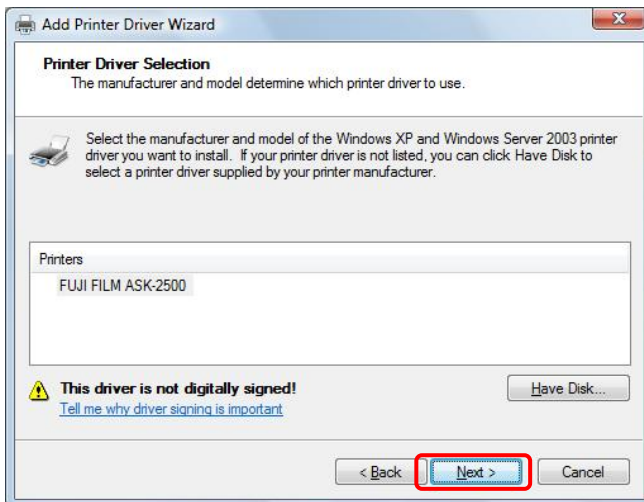 Add Printer Driver Wizard
Printer Driver Selection
The manufacturer and model determine which printer driver to use.
Select the manufacturer and model of the Windows XP and Windows Server 2003 printer
driver you want to install. If your printer driver is not listed, you can click Have Disk to
select a printer driver supplied by your printer manufacturer.
Printers
FUJI FILM ASK-2500
This driver is not digitally signed!
Have Disk...
Tell me why driver signing is important
< Back
Next >
Cancel